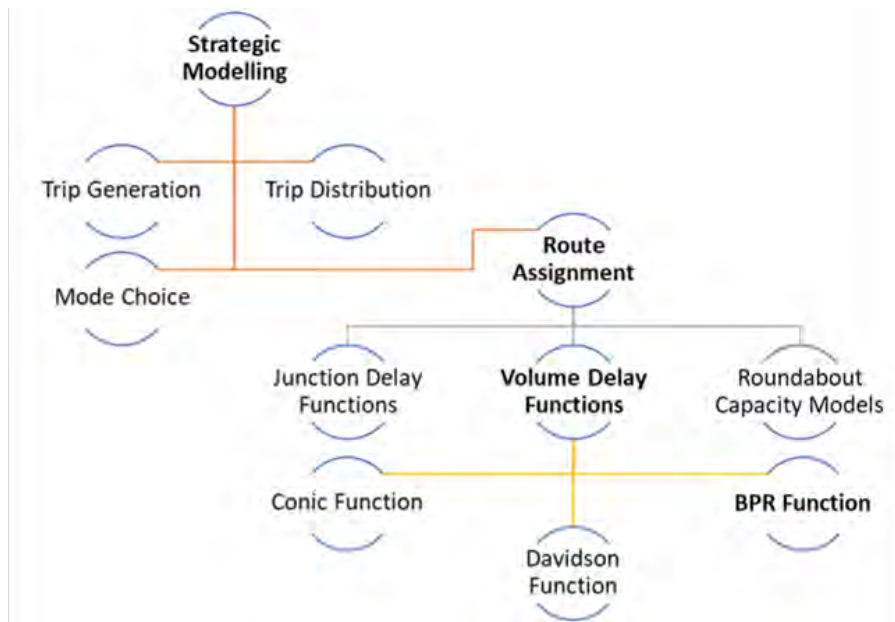 Strategic
Modelling
Trip Generation
Trip Distribution
Mode Choice
Route
Assignment
Junction Delay
Functions
Volume Delay
Functions
Roundabout
Capacity Models
Conic Function
BPR Function
Davidson
Function